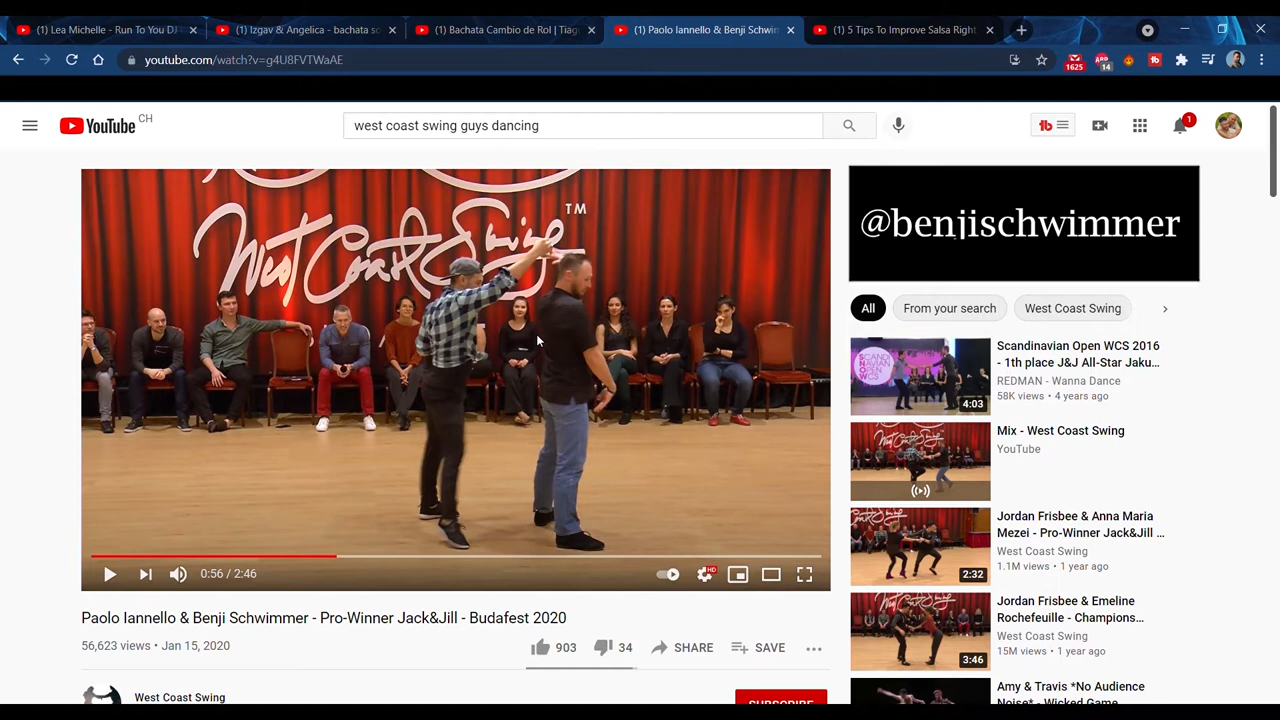 (1) Lea Michelle - Run To You DJ
(1) Izgav & Angelica - bachata so
(1) Bachata Cambio de Rol | Tiag
(1) Paolo Iannello & Benji Schwim
(1) 5 Tips To Improve Salsa Right
youtube.com/watch?v=g4U8FVTWaAE
1625
14
YouTube CH
west coast swing guys dancing
1
West Coast Swing TM
@benjischwimmer
All
From your search
West Coast Swing
Scandinavian Open WCS 2016
- 1th place J&J All-Star Jaku...
REDMAN - Wanna Dance
58K views • 4 years ago
4:03
Mix - West Coast Swing
YouTube
Jordan Frisbee & Anna Maria
Mezei - Pro-Winner Jack&Jill ...
West Coast Swing
1.1M views • 1 year ago
2:32
0:56 / 2:46
HD
Jordan Frisbee & Emeline
Rochefeuille - Champions...
West Coast Swing
15M views • 1 year ago
3:46
Paolo Iannello & Benji Schwimmer - Pro-Winner Jack&Jill - Budafest 2020
56,623 views • Jan 15, 2020
903
34
SHARE
SAVE
Amy & Travis *No Audience
Noise* - Wicked Game
West Coast Swing
SUBSCRIBE